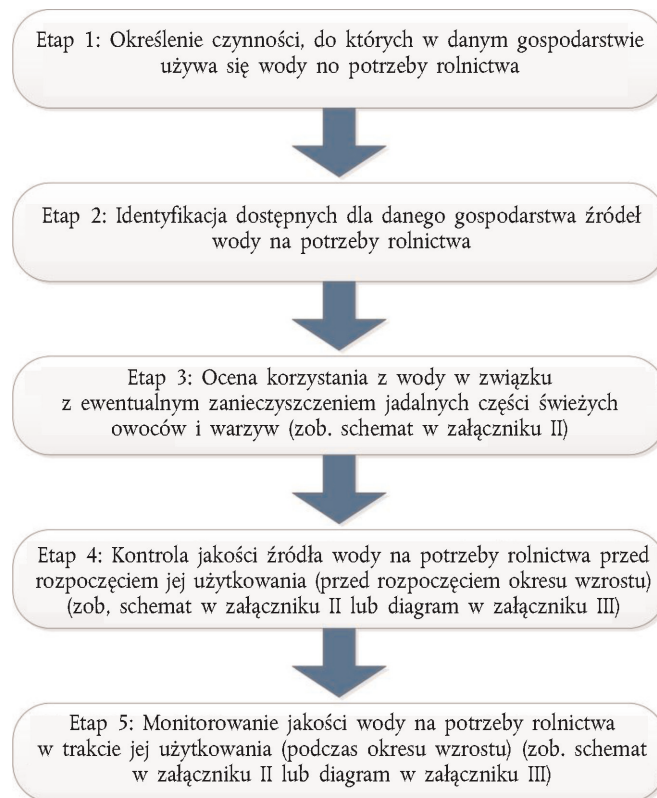 Etap 1: Określenie czynności, do których w danym gospodarstwie
używa się wody no potrzeby rolnictwa
Etap 2: Identyfikacja dostępnych dla danego gospodarstwa źródeł
wody na potrzeby rolnictwa
Etap 3: Ocena korzystania z wody w związku
z ewentualnym zanieczyszczeniem jadalnych części świeżych
owoców i warzyw (zob. schemat w załączniku II)
Etap 4: Kontrola jakości źródła wody na potrzeby rolnictwa przed
rozpoczęciem jej użytkowania (przed rozpoczęciem okresu wzrostu)
(zob, schemat w załączniku II lub diagram w załączniku III)
Etap 5: Monitorowanie jakości wody na potrzeby rolnictwa
w trakcie jej użytkowania (podczas okresu wzrostu) (zob. schemat
w załączniku II lub diagram w załączniku III)